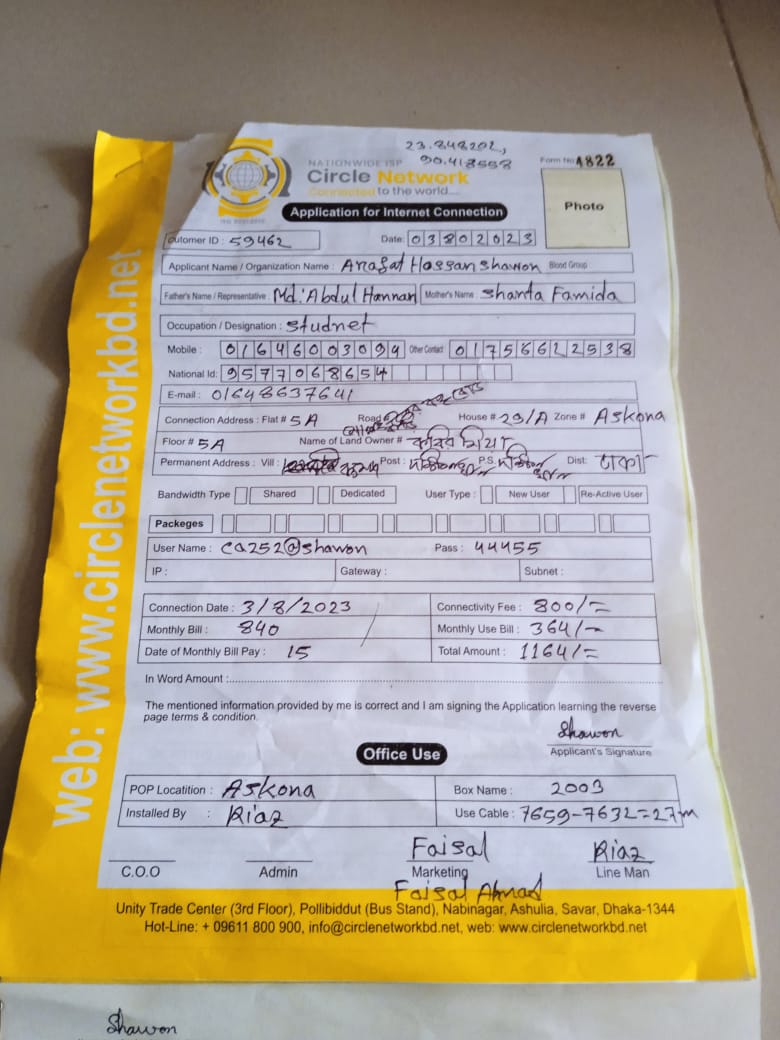 23.848202,
90.418558
NATIONWIDE ISP
Form No 4822
Circle Network
Connected to the world....
Photo
Application for Internet Connection
ustomer ID : 59462 Date: 03802023
Applicant Name / Organization Name : Arafat Hassan Shawon Blood Group :
Father's Name / Representative : Md: Abdul Hannan Mother's Name : Shanta Famida
Occupation / Designation : Studnet
Mobile : 01646003099 Other Contact : 01756622538
National Id: 9577068654
E-mail : 01648637641
Connection Address : Flat # 5A Road House # 29/A Zone # Askona
Floor # 5A Name of Land Owner # কবির মিয়া
Permanent Address : Vill : Post : P.S. Dist: ঢাকা
Bandwidth Type Shared Dedicated User Type : New User Re-Active User
Packeges
User Name : ca252@shawon Pass : 44455
IP : Gateway : Subnet :
Connection Date : 3/8/2023 Connectivity Fee : 800/=
Monthly Bill : 840 Monthly Use Bill : 364/=
Date of Monthly Bill Pay : 15 Total Amount : 1164/=
In Word Amount :
The mentioned information provided by me is correct and I am signing the Application learning the reverse
page terms & condition.
Shawon
Applicant's Signature
Office Use
POP Locatition : Askona Box Name : 2003
Installed By : Riaz Use Cable : 7659-7632=27m
Faisal Riaz
C.O.O Admin Marketing Line Man
Faisal Ahmad
Unity Trade Center (3rd Floor), Pollibiddut (Bus Stand), Nabinagar, Ashulia, Savar, Dhaka-1344
Hot-Line: + 09611 800 900, info@circlenetworkbd.net, web: www.circlenetworkbd.net
web: www.circlenetworkbd.net
Shawon